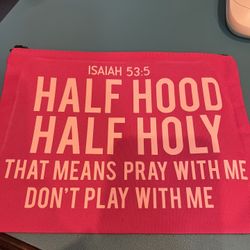 ISAIAH 53:5
HALF HOOD
HALF HOLY
THAT MEANS PRAY WITH ME
DON'T PLAY WITH ME